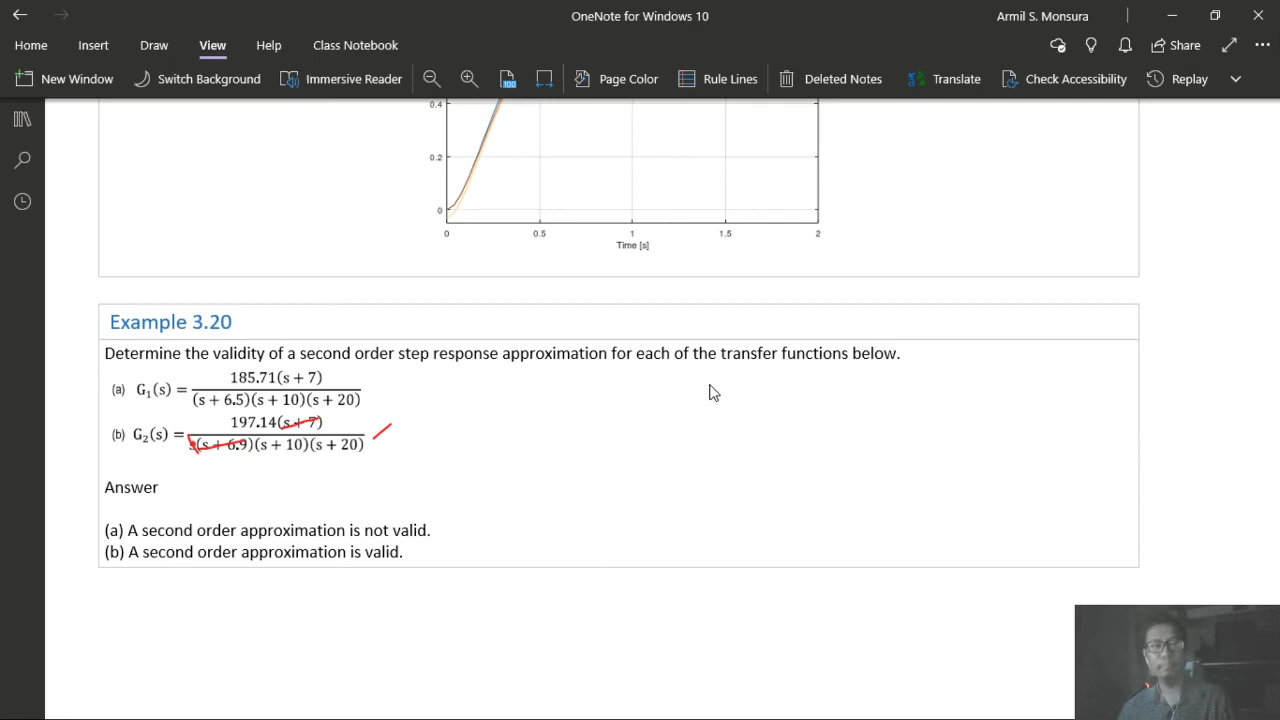 OneNote for Windows 10
Armil S. Monsura
Home Insert Draw View Help Class Notebook Share
New Window Switch Background Immersive Reader 100 Page Color Rule Lines Deleted Notes Translate Check Accessibility Replay
0.4
0.2
0
0 0.5 1 1.5 2
Time [s]
Example 3.20
Determine the validity of a second order step response approximation for each of the transfer functions below.
(a) G₁(s) = 185.71(s + 7) / (s + 6.5)(s + 10)(s + 20)
(b) G₂(s) = 197.14(s + 7) / s(s + 6.9)(s + 10)(s + 20)
Answer
(a) A second order approximation is not valid.
(b) A second order approximation is valid.